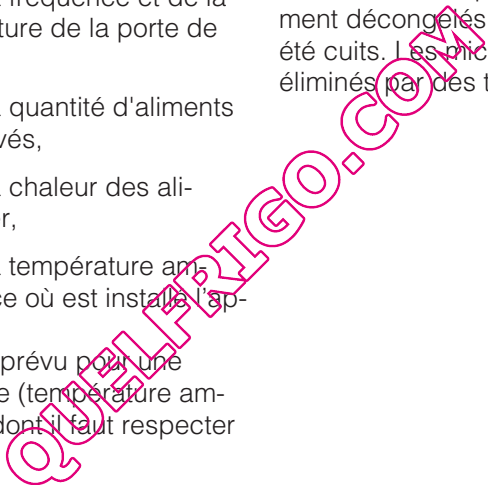 fréquence et de la
ture de la porte de
quantité d'aliments
vés,
chaleur des ali-
r,
température am-
e où est installé l'ap-
prévu pour une
e (température am-
dont il faut respecter
ment décongelés
été cuits. Les mic
éliminés par des t
QUELFRIGO.COM